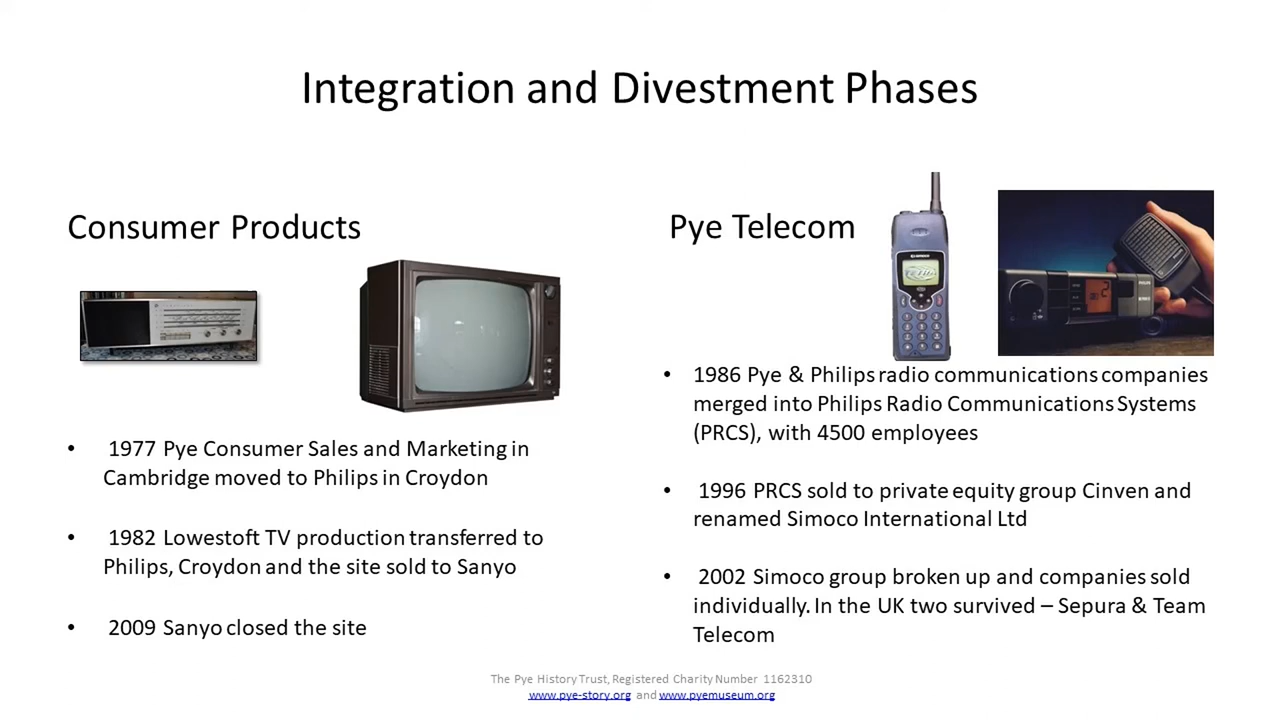 Integration and Divestment Phases
Consumer Products
• 1977 Pye Consumer Sales and Marketing in
Cambridge moved to Philips in Croydon
• 1982 Lowestoft TV production transferred to
Philips, Croydon and the site sold to Sanyo
• 2009 Sanyo closed the site
Pye Telecom
• 1986 Pye & Philips radio communications companies
merged into Philips Radio Communications Systems
(PRCS), with 4500 employees
• 1996 PRCS sold to private equity group Cinven and
renamed Simoco International Ltd
• 2002 Simoco group broken up and companies sold
individually. In the UK two survived – Sepura & Team
Telecom
The Pye History Trust, Registered Charity Number 1162310
www.pye-story.org and www.pyemuseum.org